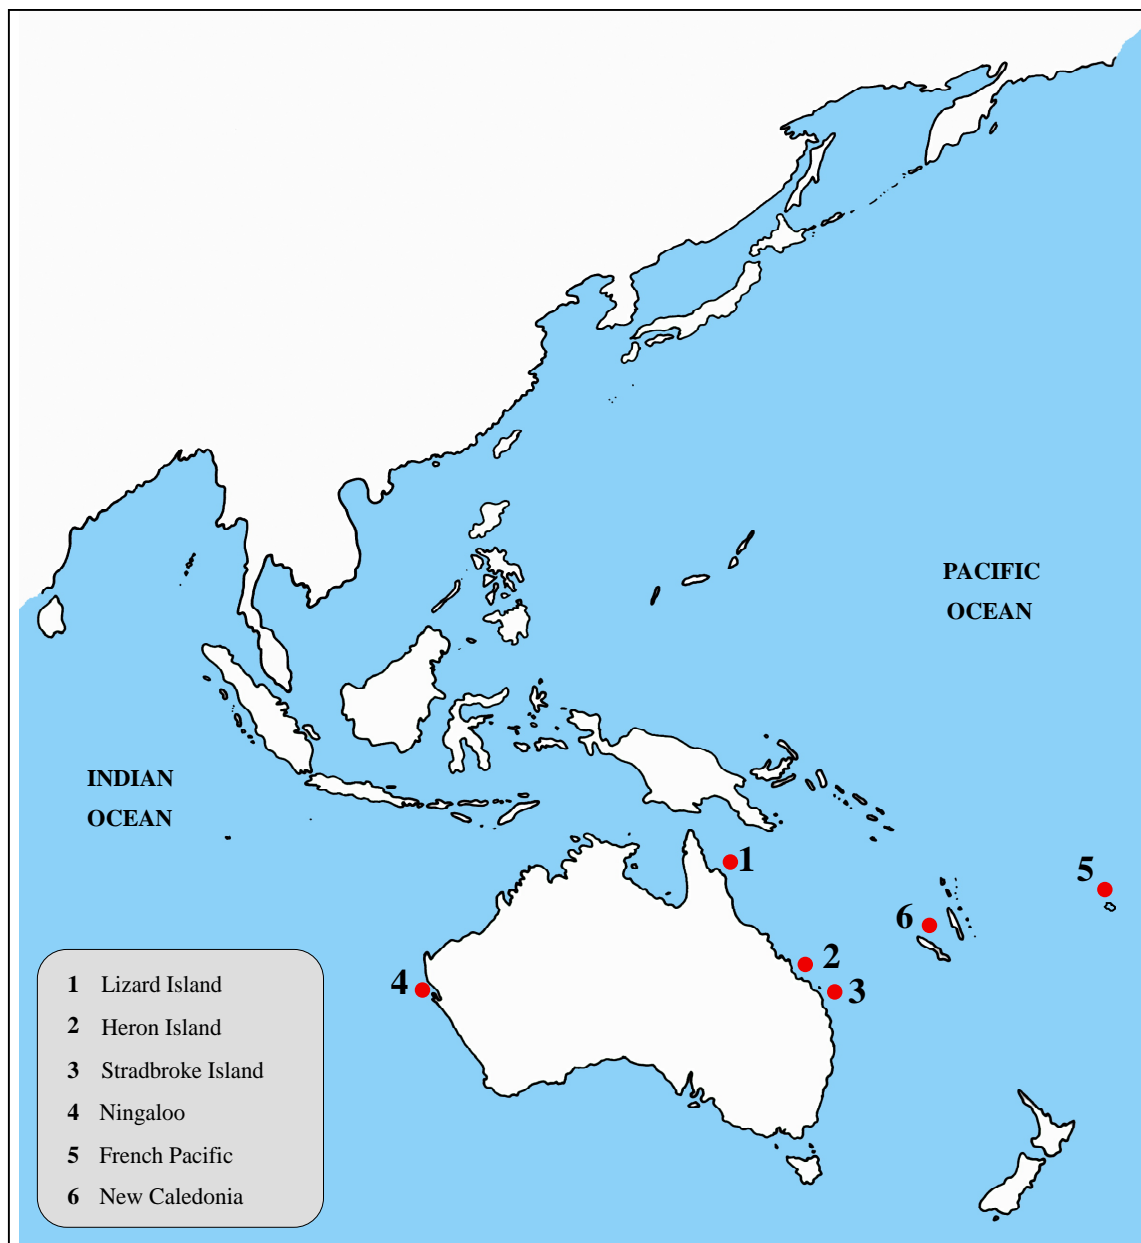 PACIFIC
OCEAN
INDIAN
OCEAN
1
5
6
2
4
3
1 Lizard Island
2 Heron Island
3 Stradbroke Island
4 Ningaloo
5 French Pacific
6 New Caledonia